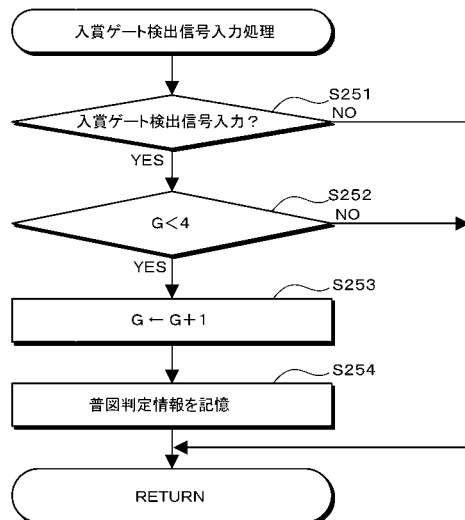 入賞ゲート検出信号入力処理
S251
入賞ゲート検出信号入力？
NO
YES
S252
G＜4
NO
YES
S253
G ← G＋1
S254
普図判定情報を記憶
RETURN